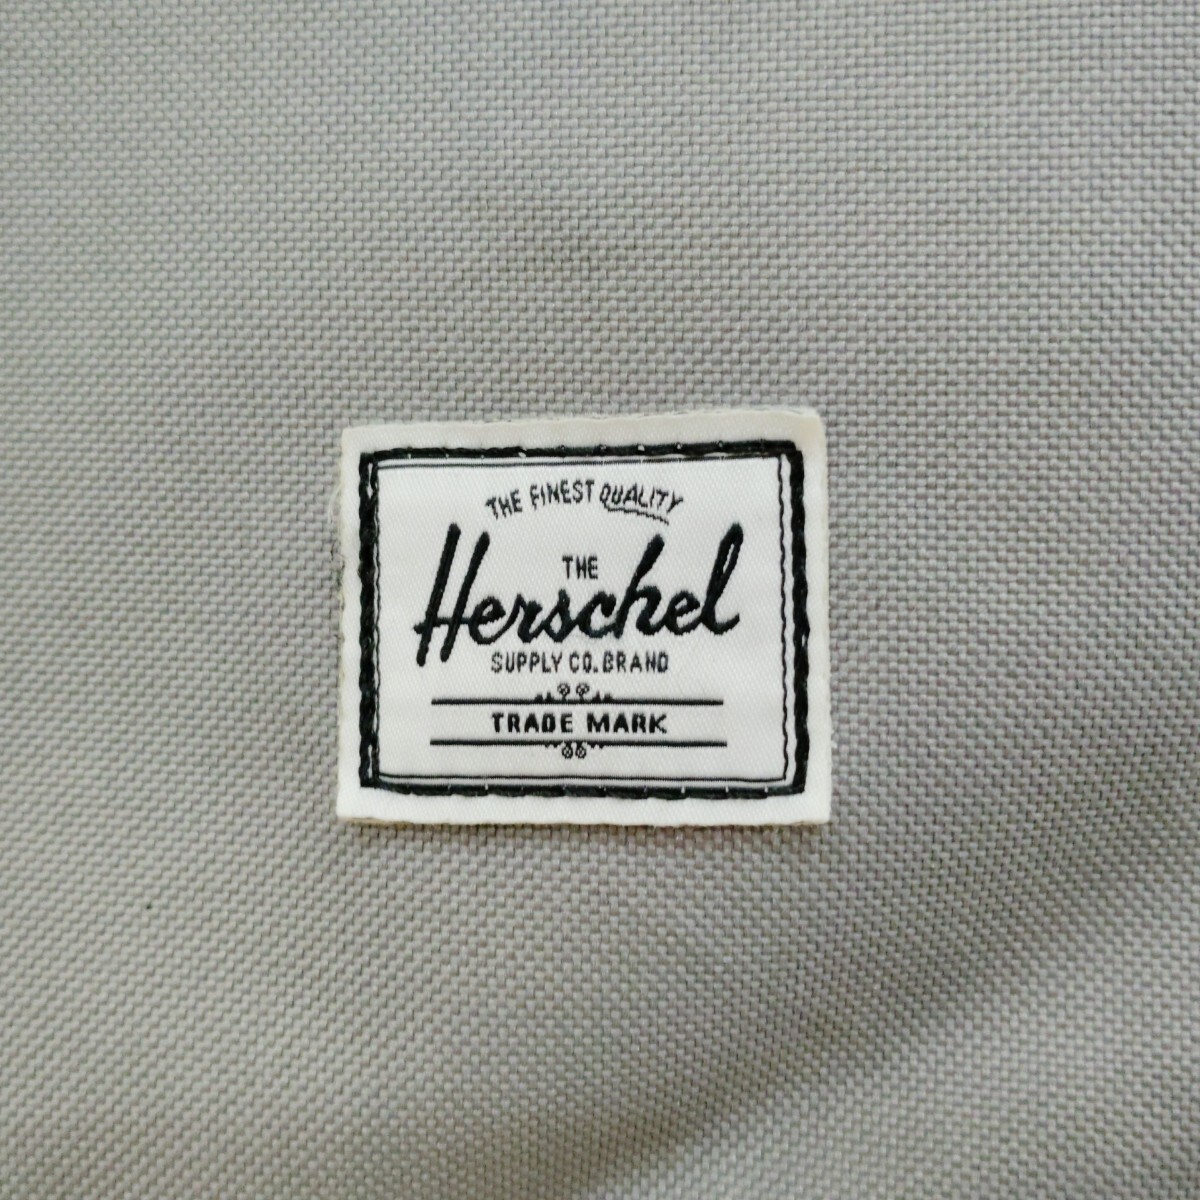 THE FINEST QUALITY
THE
Herschel
SUPPLY CO. BRAND
TRADE MARK